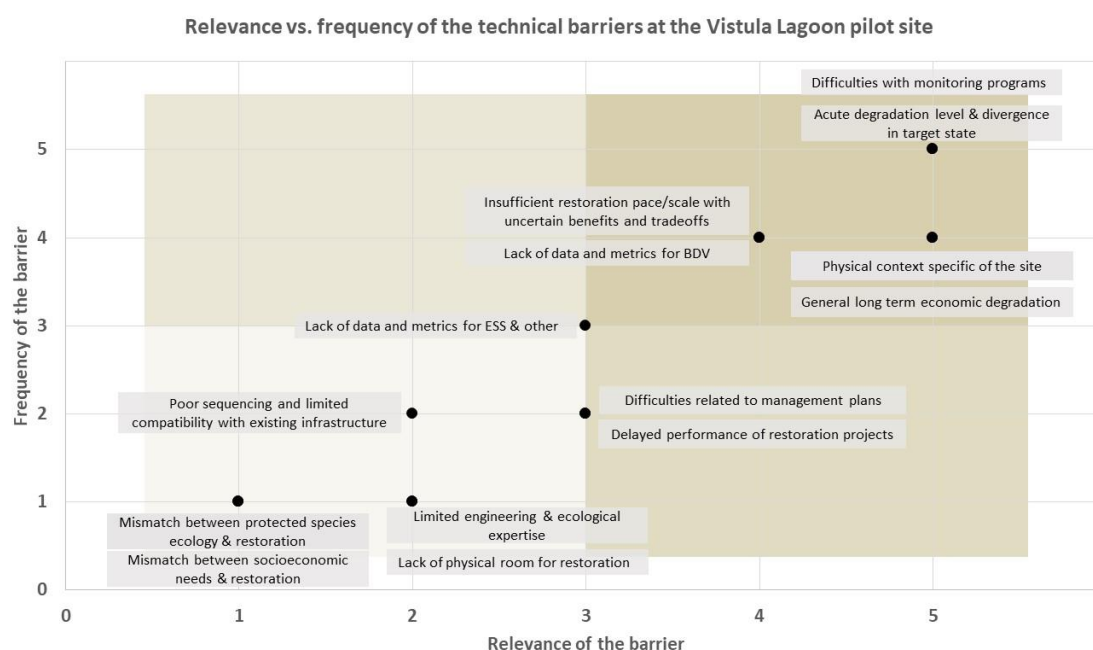 Relevance vs. frequency of the technical barriers at the Vistula Lagoon pilot site
Difficulties with monitoring programs
Acute degradation level & divergence
in target state
5
Insufficient restoration pace/scale with
uncertain benefits and tradeoffs
Lack of data and metrics for BDV
4
Physical context specific of the site
General long term economic degradation
Frequency of the barrier
3
Lack of data and metrics for ESS & other
Poor sequencing and limited
compatibility with existing infrastructure
2
Difficulties related to management plans
Delayed performance of restoration projects
1
Mismatch between protected species
ecology & restoration
Mismatch between socioeconomic
needs & restoration
Limited engineering & ecological
expertise
Lack of physical room for restoration
0
0 1 2 3 4 5
Relevance of the barrier